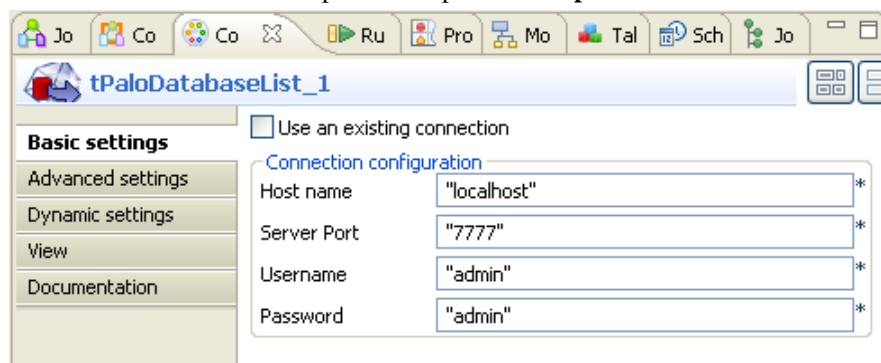 Jo Co Co Ru Pro Mo Tal Sch Jo
tPaloDatabaseList_1
Basic settings
Advanced settings
Dynamic settings
View
Documentation
Use an existing connection
Connection configuration
Host name "localhost" *
Server Port "7777" *
Username "admin" *
Password "admin" *